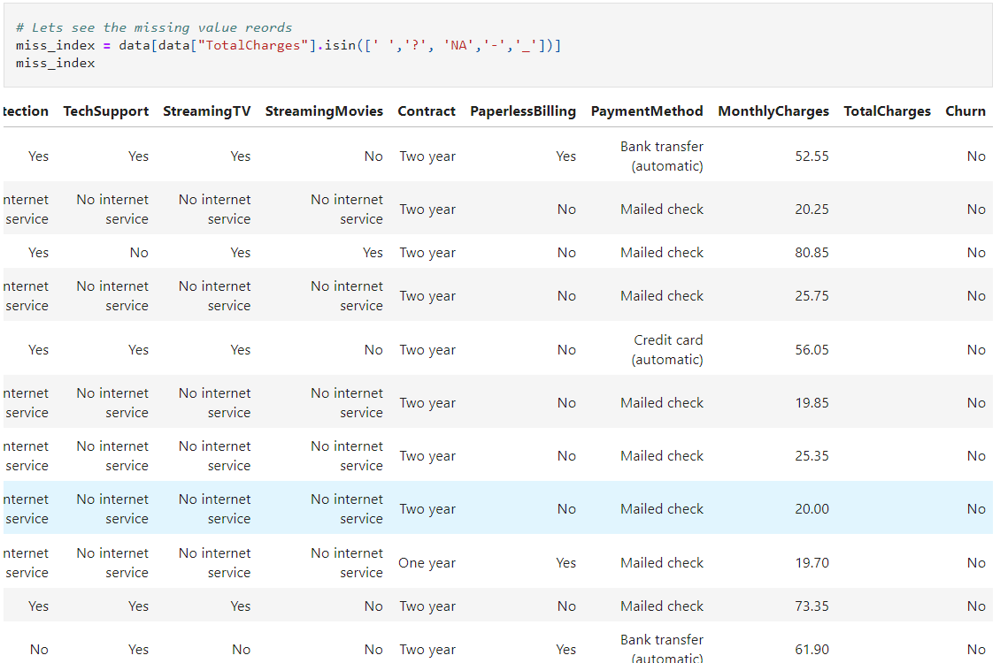 # Lets see the missing value reords
miss_index = data[data["TotalCharges"].isin([' ','?', 'NA','-','_'])]
miss_index
tection TechSupport StreamingTV StreamingMovies Contract PaperlessBilling PaymentMethod MonthlyCharges TotalCharges Churn
Yes Yes Yes No Two year Yes Bank transfer (automatic) 52.55 No
nternet service No internet service No internet service No internet service Two year No Mailed check 20.25 No
Yes No Yes Yes Two year No Mailed check 80.85 No
nternet service No internet service No internet service No internet service Two year No Mailed check 25.75 No
Yes Yes Yes No Two year No Credit card (automatic) 56.05 No
nternet service No internet service No internet service No internet service Two year No Mailed check 19.85 No
nternet service No internet service No internet service No internet service Two year No Mailed check 25.35 No
nternet service No internet service No internet service No internet service Two year No Mailed check 20.00 No
nternet service No internet service No internet service No internet service One year Yes Mailed check 19.70 No
Yes Yes Yes No Two year No Mailed check 73.35 No
No Yes No No Two year Yes Bank transfer (automatic) 61.90 No